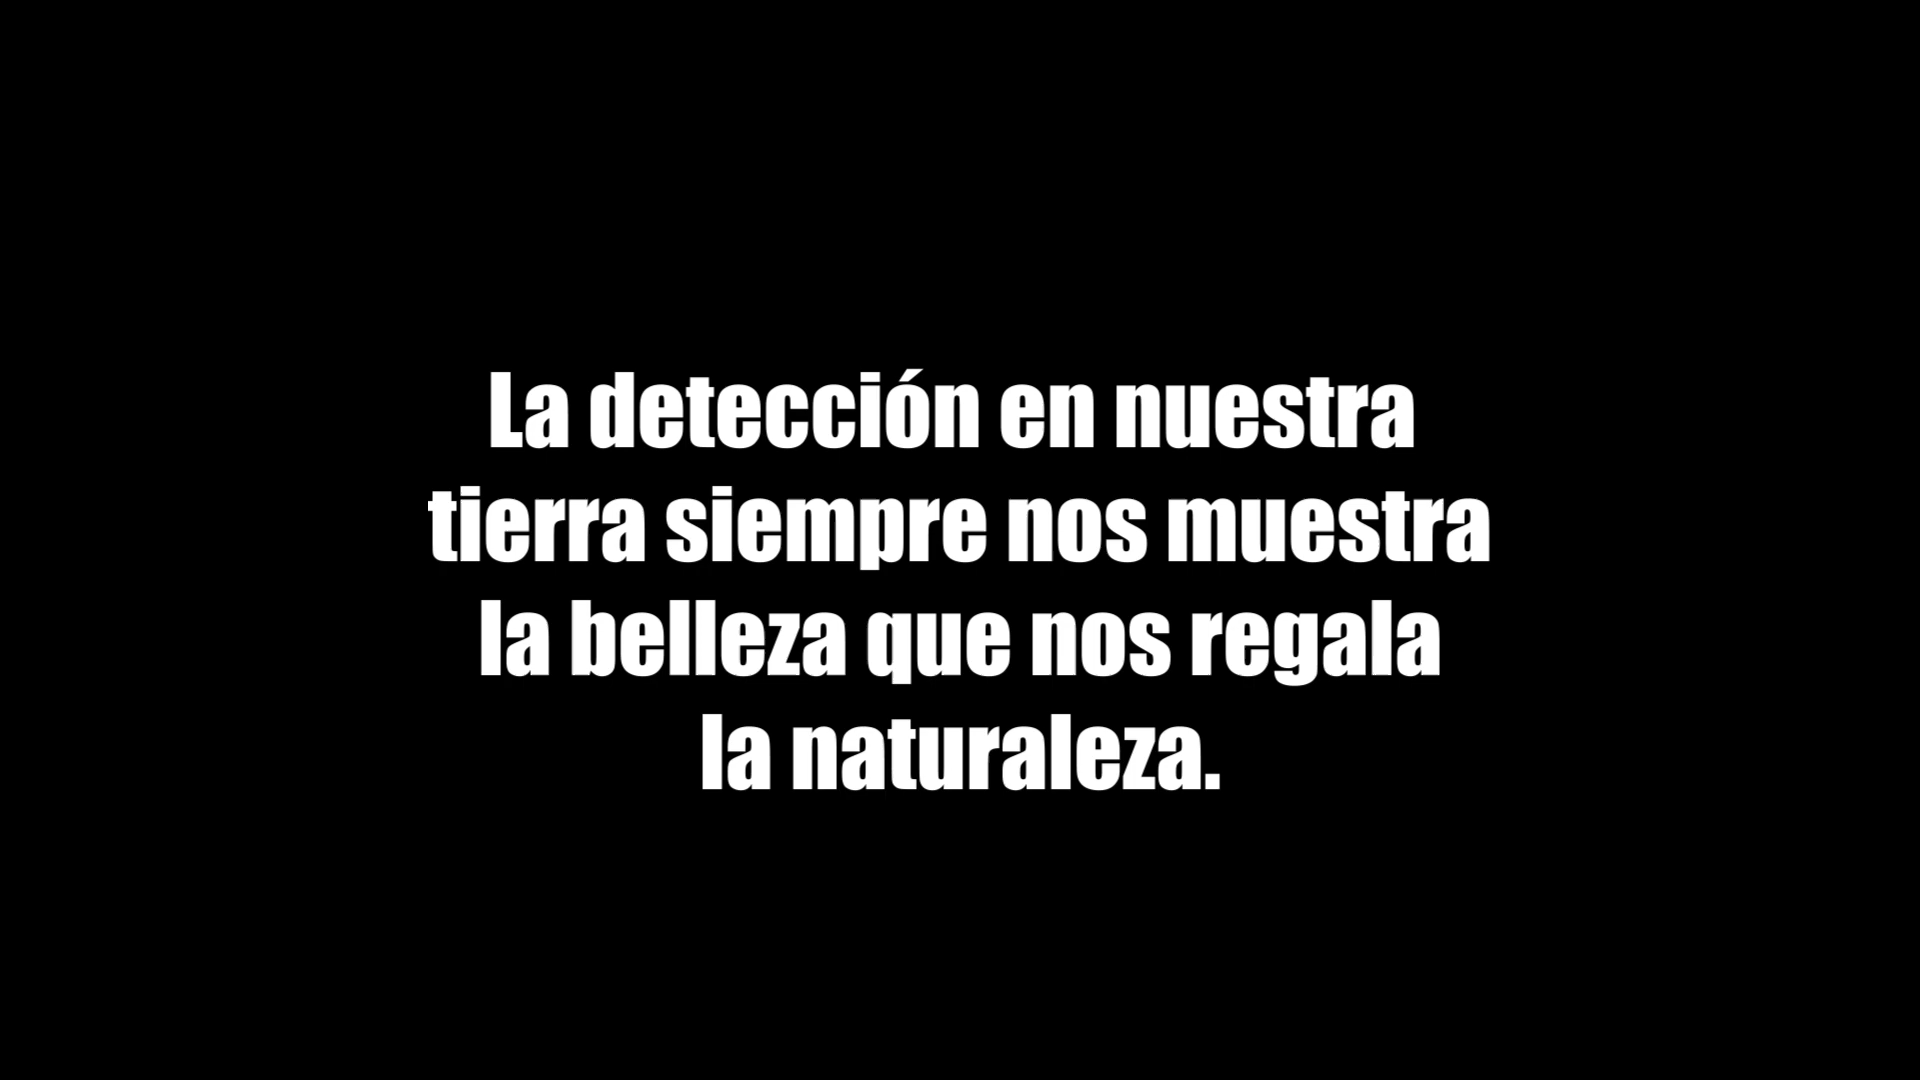 La detección en nuestra
tierra siempre nos muestra
la belleza que nos regala
la naturaleza.